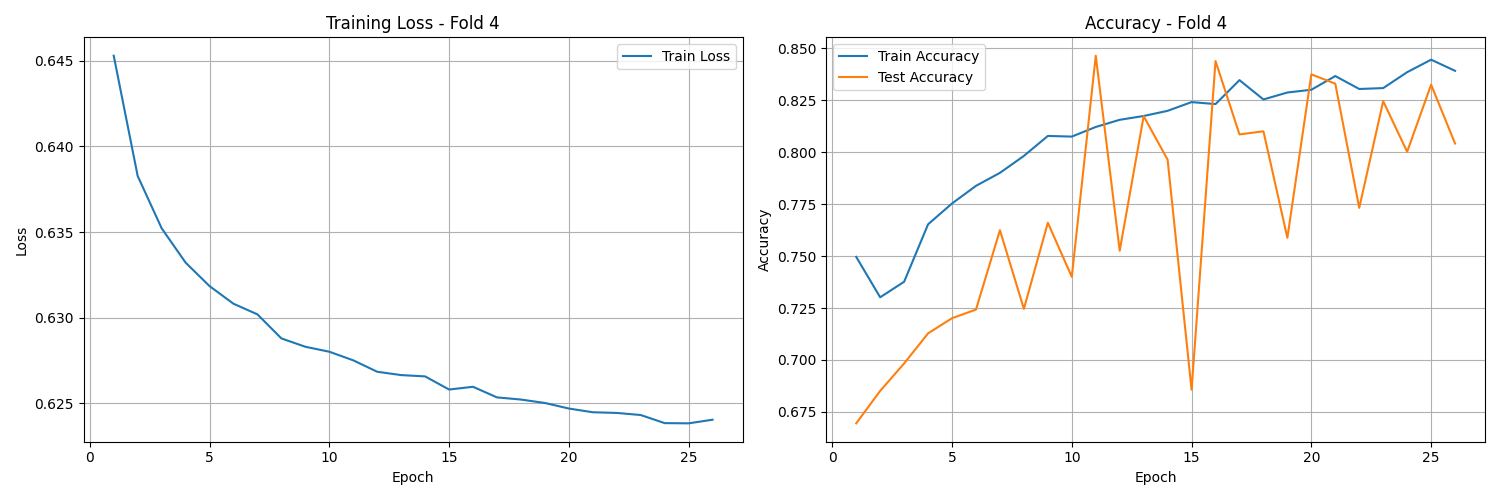 Training Loss - Fold 4
Train Loss
0.645
0.640
0.635
0.630
0.625
Loss
0
5
10
15
20
25
Epoch
Accuracy - Fold 4
Train Accuracy
Test Accuracy
0.850
0.825
0.800
0.775
0.750
0.725
0.700
0.675
Accuracy
0
5
10
15
20
25
Epoch